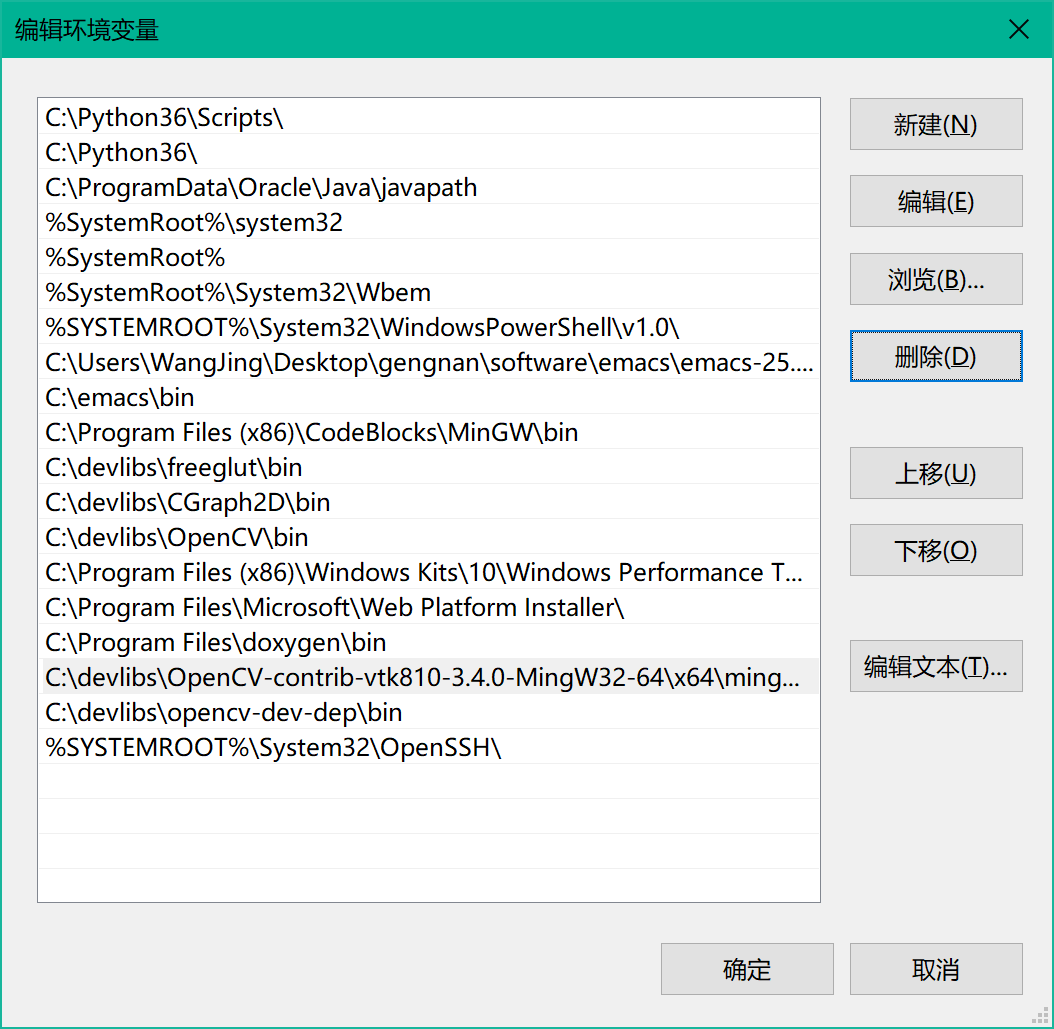 编辑环境变量
C:\Python36\Scripts\
C:\Python36\
C:\ProgramData\Oracle\Java\javapath
%SystemRoot%\system32
%SystemRoot%
%SystemRoot%\System32\Wbem
%SYSTEMROOT%\System32\WindowsPowerShell\v1.0\
C:\Users\WangJing\Desktop\gengnan\software\emacs\emacs-25....
C:\emacs\bin
C:\Program Files (x86)\CodeBlocks\MinGW\bin
C:\devlibs\freeglut\bin
C:\devlibs\CGraph2D\bin
C:\devlibs\OpenCV\bin
C:\Program Files (x86)\Windows Kits\10\Windows Performance T...
C:\Program Files\Microsoft\Web Platform Installer\
C:\Program Files\doxygen\bin
C:\devlibs\OpenCV-contrib-vtk810-3.4.0-MingW32-64\x64\ming...
C:\devlibs\opencv-dev-dep\bin
%SYSTEMROOT%\System32\OpenSSH\
新建(N)
编辑(E)
浏览(B)...
删除(D)
上移(U)
下移(O)
编辑文本(T)...
确定
取消